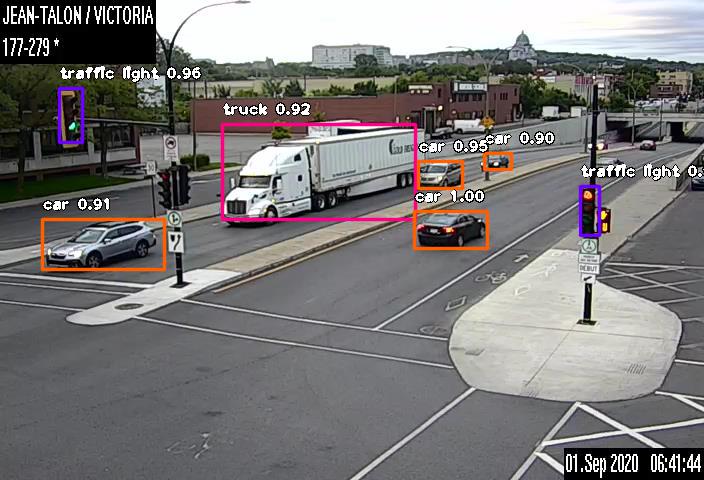 JEAN-TALON / VICTORIA
177-279 *
traffic light 0.96
truck 0.92
car 0.95
car 0.90
car 1.00
traffic light 0.
car 0.91
DÉBUT
01.Sep 2020 06:41:44